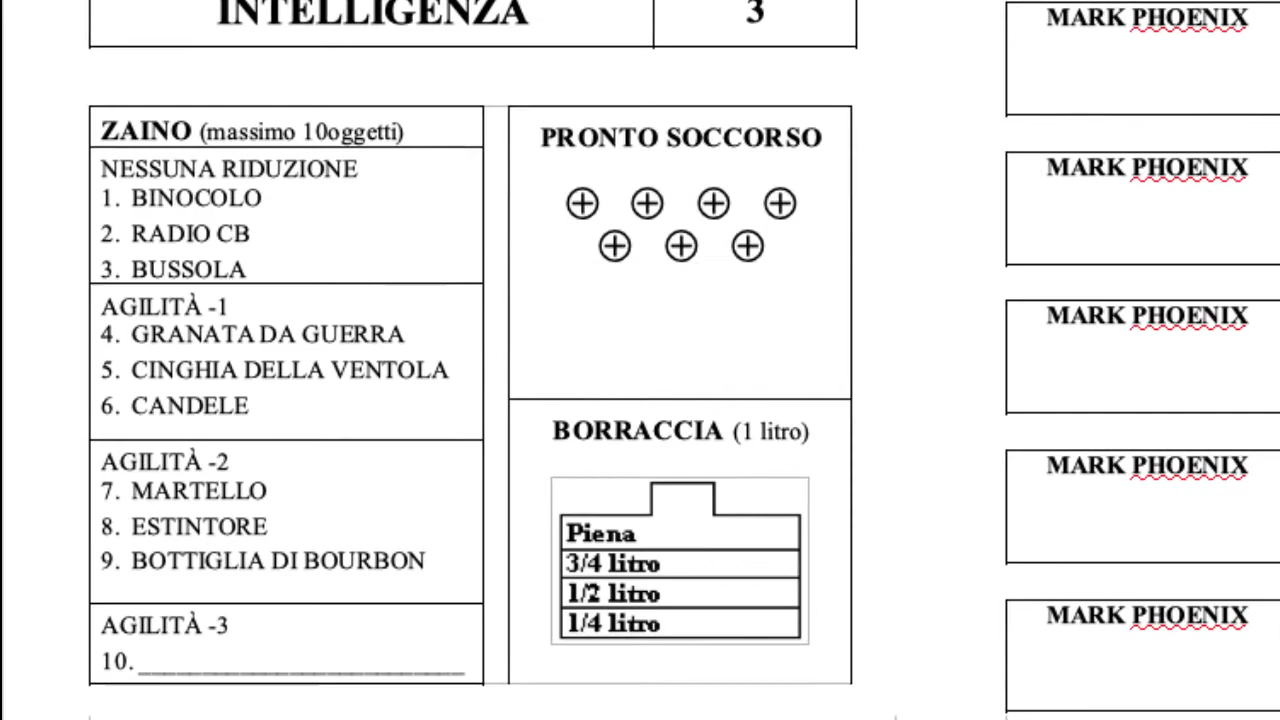 INTELLIGENZA 3
ZAINO (massimo 10oggetti)
NESSUNA RIDUZIONE
1. BINOCOLO
2. RADIO CB
3. BUSSOLA
AGILITÀ -1
4. GRANATA DA GUERRA
5. CINGHIA DELLA VENTOLA
6. CANDELE
AGILITÀ -2
7. MARTELLO
8. ESTINTORE
9. BOTTIGLIA DI BOURBON
AGILITÀ -3
10. _________________________
PRONTO SOCCORSO
BORRACCIA (1 litro)
Piena
3/4 litro
1/2 litro
1/4 litro
MARK PHOENIX
MARK PHOENIX
MARK PHOENIX
MARK PHOENIX
MARK PHOENIX